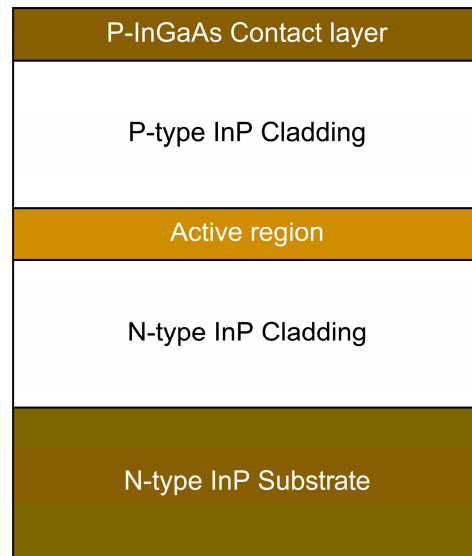 P-InGaAs Contact layer
P-type InP Cladding
Active region
N-type InP Cladding
N-type InP Substrate